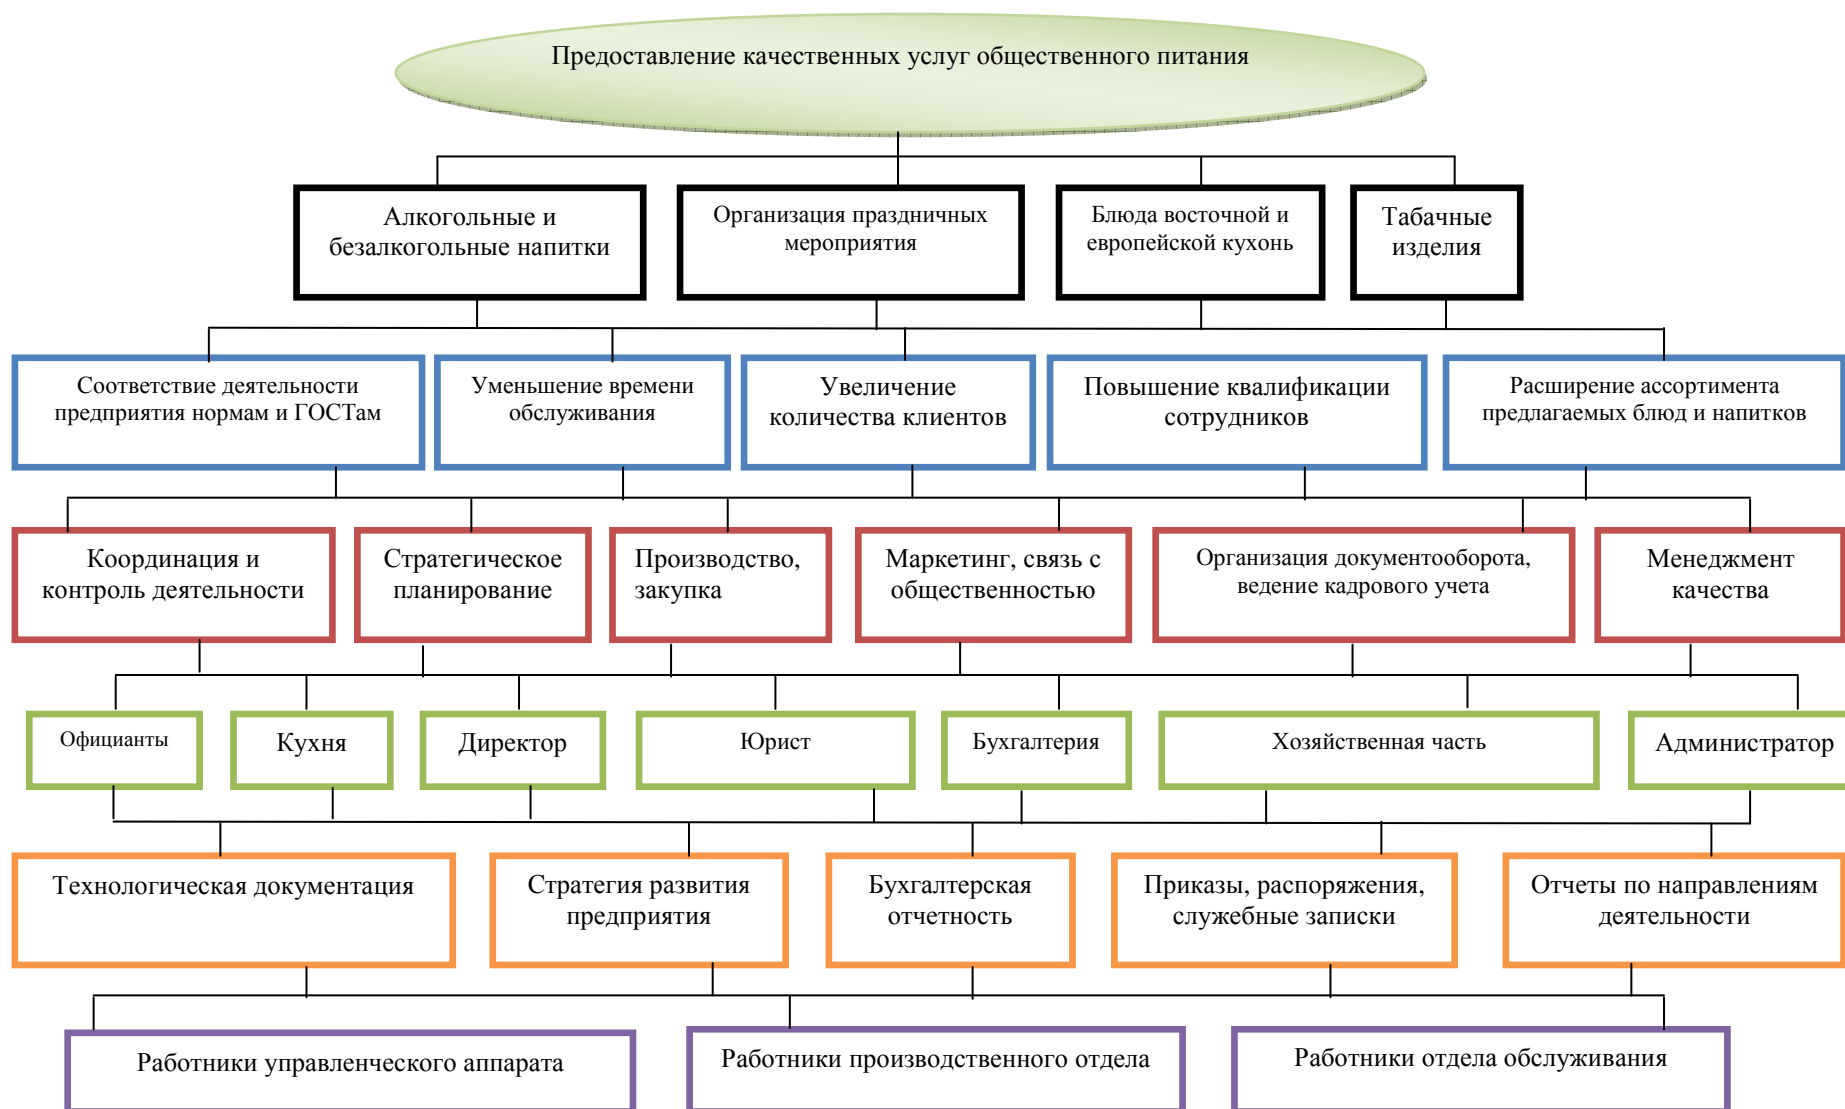 Предоставление качественных услуг общественного питания
Алкогольные и
безалкогольные напитки
Организация праздничных
мероприятия
Блюда восточной и
европейской кухонь
Табачные
изделия
Соответствие деятельности
предприятия нормам и ГОСТам
Уменьшение времени
обслуживания
Увеличение
количества клиентов
Повышение квалификации
сотрудников
Расширение ассортимента
предлагаемых блюд и напитков
Координация и
контроль деятельности
Стратегическое
планирование
Производство,
закупка
Маркетинг, связь с
общественностью
Организация документооборота,
ведение кадрового учета
Менеджмент
качества
Официанты
Кухня
Директор
Юрист
Бухгалтерия
Хозяйственная часть
Администратор
Технологическая документация
Стратегия развития
предприятия
Бухгалтерская
отчетность
Приказы, распоряжения,
служебные записки
Отчеты по направлениям
деятельности
Работники управленческого аппарата
Работники производственного отдела
Работники отдела обслуживания